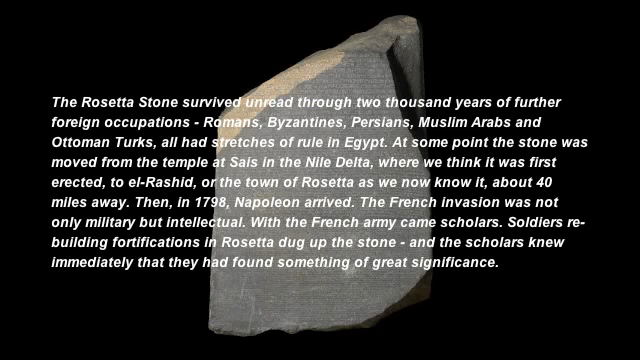 The Rosetta Stone survived unread through two thousand years of further
foreign occupations - Romans, Byzantines, Persians, Muslim Arabs and
Ottoman Turks, all had stretches of rule in Egypt. At some point the stone was
moved from the temple at Sais in the Nile Delta, where we think it was first
erected, to el-Rashid, or the town of Rosetta as we now know it, about 40
miles away. Then, in 1798, Napoleon arrived. The French invasion was not
only military but intellectual. With the French army came scholars. Soldiers re-
building fortifications in Rosetta dug up the stone - and the scholars knew
immediately that they had found something of great significance.